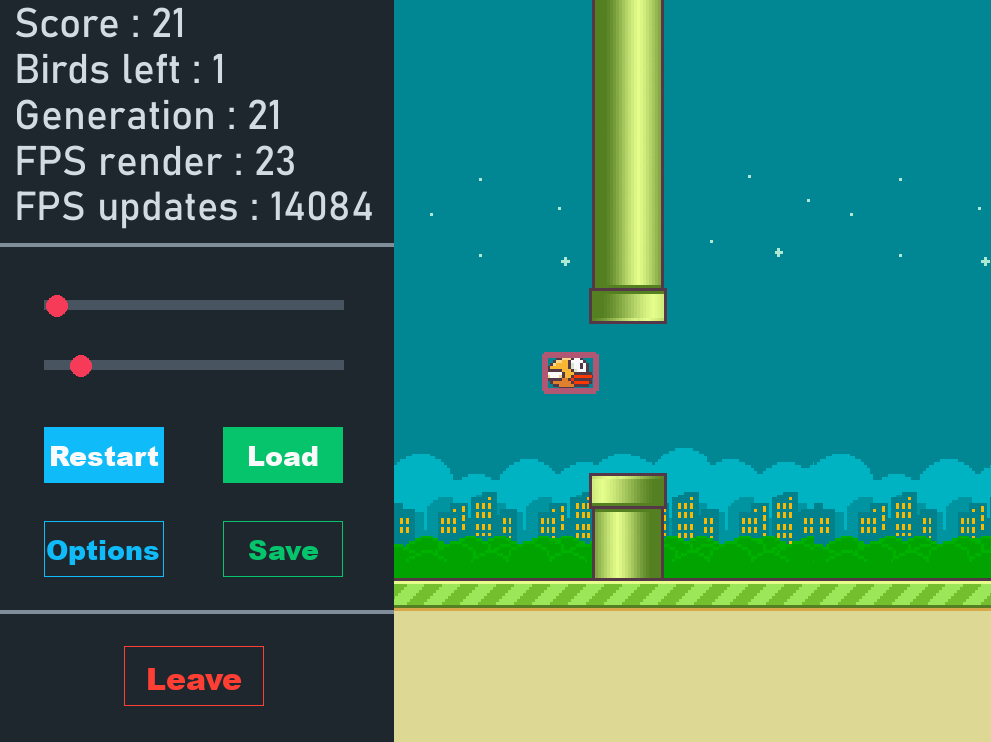 Score : 21
Birds left : 1
Generation : 21
FPS render : 23
FPS updates : 14084
Restart
Load
Options
Save
Leave